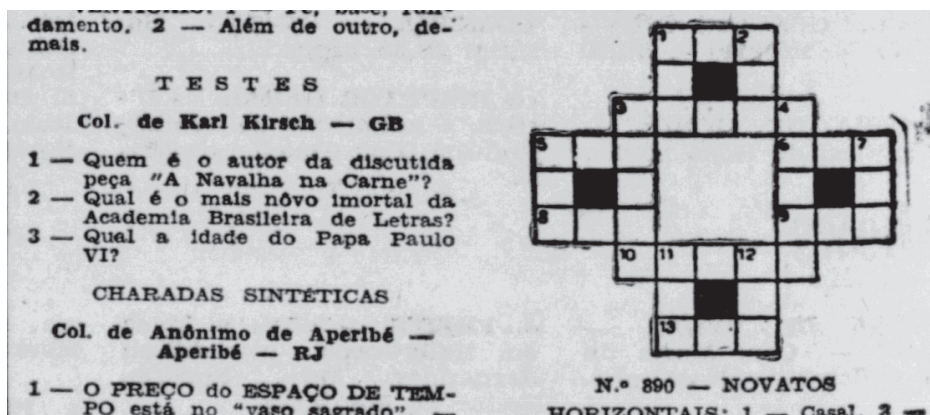 damento. 2 — Além de outro, de-
mais.
TESTES
Col. de Karl Kirsch — GB
1 — Quem é o autor da discutida
peça "A Navalha na Carne"?
2 — Qual é o mais nôvo imortal da
Academia Brasileira de Letras?
3 — Qual a idade do Papa Paulo
VI?
CHARADAS SINTÉTICAS
Col. de Anônimo de Aperibé —
Aperibé — RJ
1 — O PREÇO do ESPAÇO DE TEM-
PO está no "vaso sagrado". —
1 2
3 4
5 6 7
8 9
10 11 12
13
N.º 890 — NOVATOS
HORIZONTAIS: 1 — Casal. 3 —